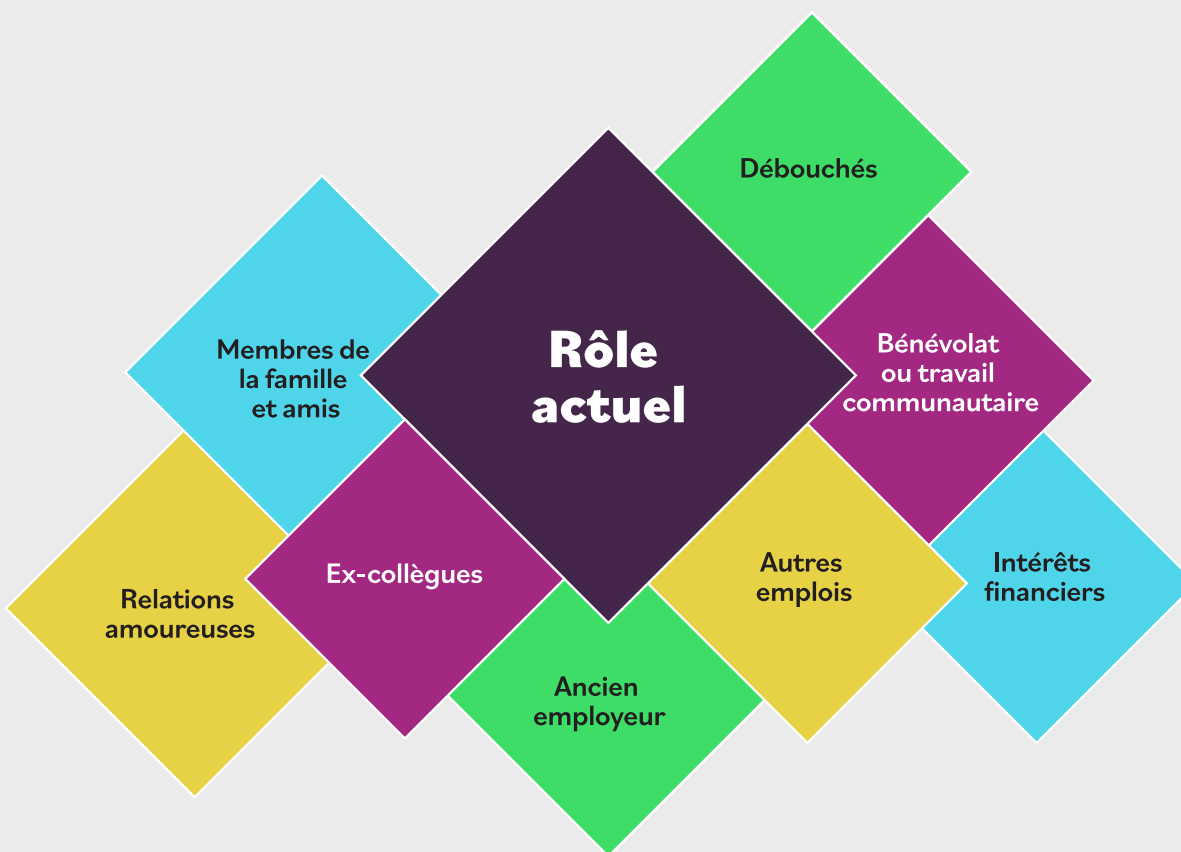 Débouchés
Rôle
actuel
Membres de
la famille
et amis
Bénévolat
ou travail
communautaire
Ex-collègues
Autres
emplois
Intérêts
financiers
Relations
amoureuses
Ancien
employeur